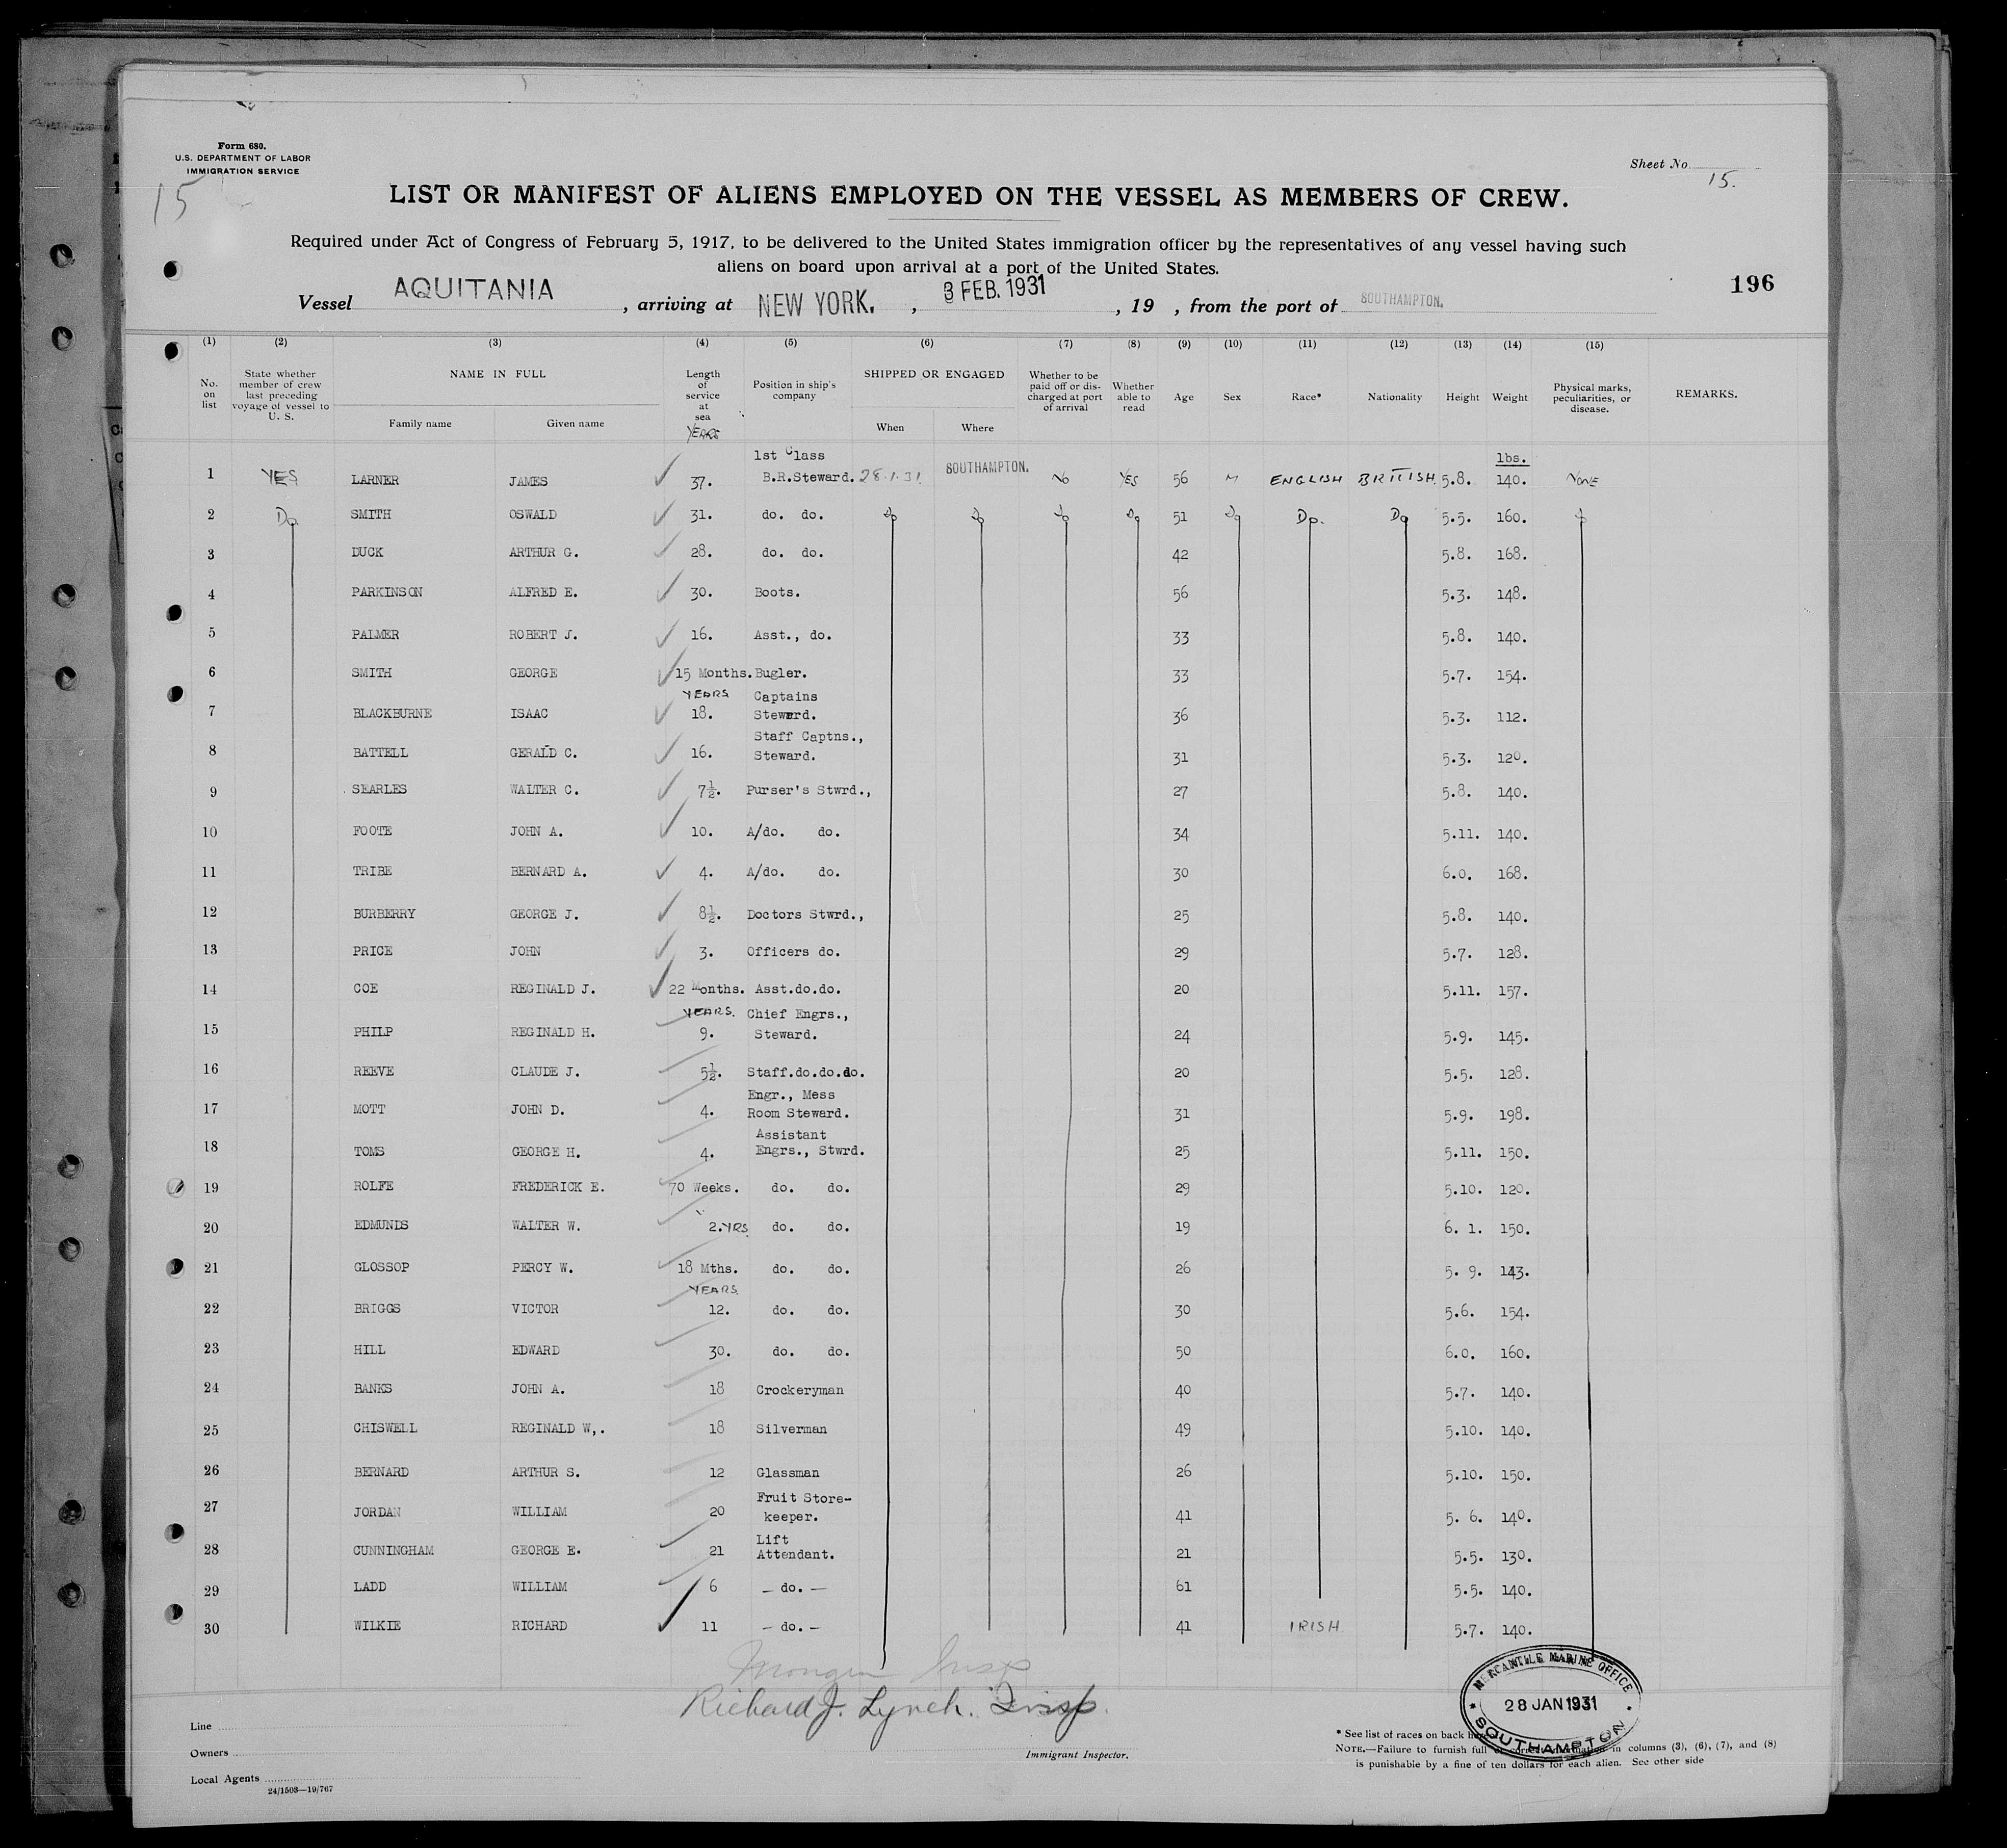 Form 680.
U.S. DEPARTMENT OF LABOR
IMMIGRATION SERVICE
Sheet No. 15.
15
LIST OR MANIFEST OF ALIENS EMPLOYED ON THE VESSEL AS MEMBERS OF CREW.
Required under Act of Congress of February 5, 1917, to be delivered to the United States immigration officer by the representatives of any vessel having such
aliens on board upon arrival at a port of the United States.
196
Vessel AQUITANIA, arriving at NEW YORK., 3 FEB. 1931, 19 , from the port of SOUTHAMPTON.
(1) (2) (3) (4) (5) (6) (7) (8) (9) (10) (11) (12) (13) (14) (15)
No. on list
State whether member of crew last preceding voyage of vessel to U. S.
NAME IN FULL
Family name Given name
Length of service at sea YEARS
Position in ship's company
SHIPPED OR ENGAGED
When Where
Whether to be paid off or discharged at port of arrival
Whether able to read
Age Sex Race* Nationality Height Weight
Physical marks, peculiarities, or disease.
REMARKS.
1st Class lbs.
1 YES LARNER JAMES 37. B.R.Steward. 28.1.31. SOUTHAMPTON. No YES 56 M ENGLISH BRITISH. 5.8. 140. NONE
2 Do SMITH OSWALD 31. do. do. Do Do Do Do 51 Do Do. Do 5.5. 160. Do
3 DUCK ARTHUR G. 28. do. do. 42 5.8. 168.
4 PARKINSON ALFRED E. 30. Boots. 56 5.3. 148.
5 PALMER ROBERT J. 16. Asst., do. 33 5.8. 140.
6 SMITH GEORGE 15 Months. Bugler. 33 5.7. 154.
YEARS Captains
7 BLACKBURNE ISAAC 18. Steward. 36 5.3. 112.
Staff Captns.,
8 BATTELL GERALD C. 16. Steward. 31 5.3. 120.
9 SEARLES WALTER C. 7½. Purser's Stwrd., 27 5.8. 140.
10 FOOTE JOHN A. 10. A/do. do. 34 5.11. 140.
11 TRIBE BERNARD A. 4. A/do. do. 30 6.0. 168.
12 BURBERRY GEORGE J. 8½. Doctors Stwrd., 25 5.8. 140.
13 PRICE JOHN 3. Officers do. 29 5.7. 128.
14 COE REGINALD J. 22 Months. Asst.do.do. 20 5.11. 157.
YEARS. Chief Engrs.,
15 PHILP REGINALD H. 9. Steward. 24 5.9. 145.
16 REEVE CLAUDE J. 5½. Staff.do.do.do. 20 5.5. 128.
Engr., Mess
17 MOTT JOHN D. 4. Room Steward. 31 5.9. 198.
Assistant
18 TOMS GEORGE H. 4. Engrs., Stwrd. 25 5.11. 150.
19 ROLFE FREDERICK E. 70 Weeks. do. do. 29 5.10. 120.
20 EDMUNDS WALTER W. 2.YRS do. do. 19 6. 1. 150.
21 GLOSSOP PERCY W. 18 Mths. do. do. 26 5. 9. 143.
YEARS
22 BRIGGS VICTOR 12. do. do. 30 5.6. 154.
23 HILL EDWARD 30. do. do. 50 6.0. 160.
24 BANKS JOHN A. 18 Crockeryman 40 5.7. 140.
25 CHISWELL REGINALD W,. 18 Silverman 49 5.10. 140.
26 BERNARD ARTHUR S. 12 Glassman 26 5.10. 150.
Fruit Store-
27 JORDAN WILLIAM 20 keeper. 41 5. 6. 140.
Lift
28 CUNNINGHAM GEORGE E. 21 Attendant. 21 5.5. 130.
29 LADD WILLIAM 6 — do. — 61 5.5. 140.
30 WILKIE RICHARD 11 — do. — 41 IRISH 5.7. 140.
Richard J. Lynch. Insp.
MERCANTILE MARINE OFFICE
28 JAN 1931
SOUTHAMPTON
Line
Owners
Local Agents
24/1503—19/767
Immigrant Inspector.
* See list of races on back
NOTE.—Failure to furnish full in columns (3), (6), (7), and (8)
is punishable by a fine of ten dollars for each alien. See other side